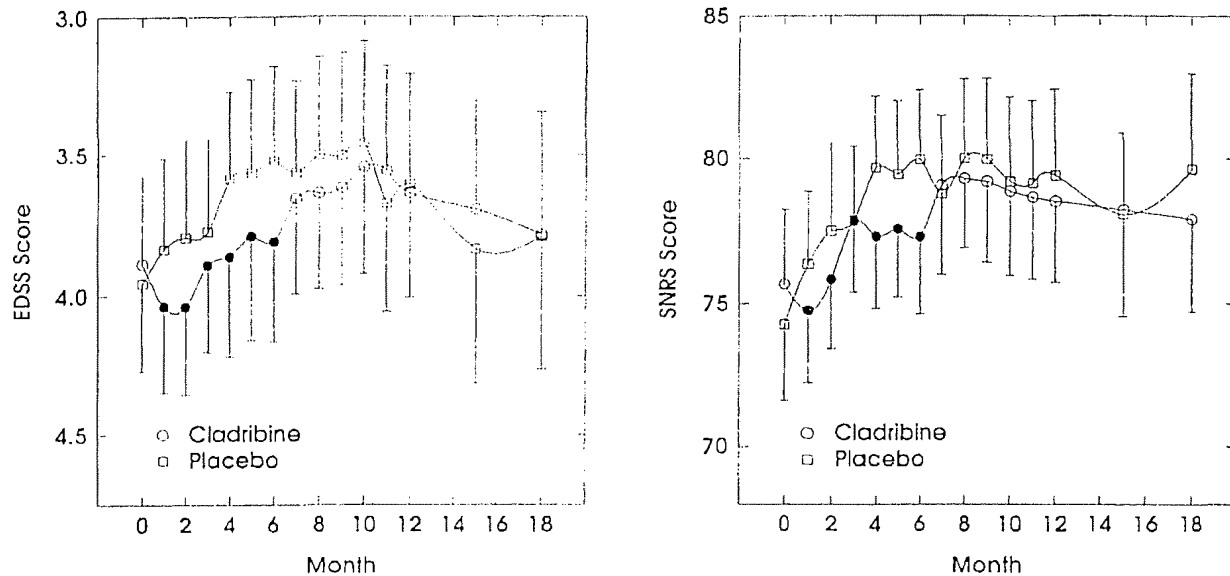 3.0
3.5
4.0
4.5
EDSS Score
0 2 4 6 8 10 12 14 16 18
Month
Cladribine
Placebo
85
80
75
70
SNRS Score
0 2 4 6 8 10 12 14 16 18
Month
Cladribine
Placebo